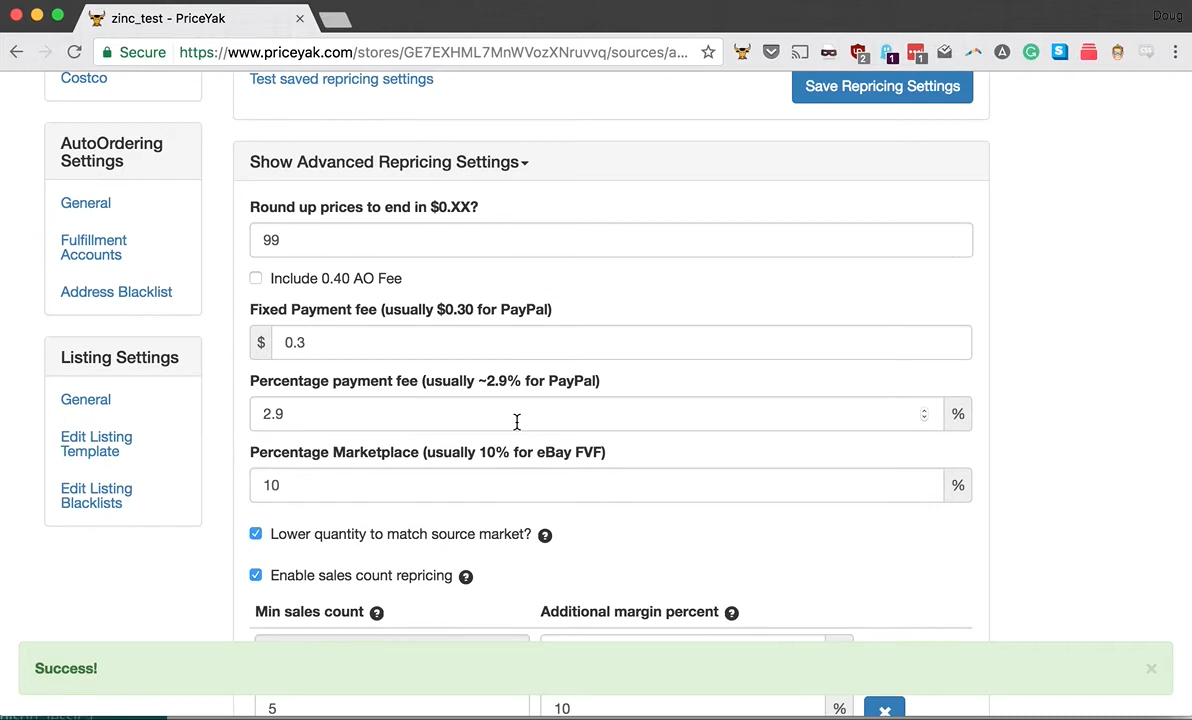 zinc_test - PriceYak
Doug
Secure https://www.priceyak.com/stores/GE7EXHML7MnWVozXNruvvq/sources/a...
2
1
1
Costco
Test saved repricing settings
Save Repricing Settings
AutoOrdering
Settings
General
Fulfillment
Accounts
Address Blacklist
Listing Settings
General
Edit Listing
Template
Edit Listing
Blacklists
Show Advanced Repricing Settings
Round up prices to end in $0.XX?
99
Include 0.40 AO Fee
Fixed Payment fee (usually $0.30 for PayPal)
$ 0.3
Percentage payment fee (usually ~2.9% for PayPal)
2.9 %
Percentage Marketplace (usually 10% for eBay FVF)
10 %
Lower quantity to match source market? ?
Enable sales count repricing ?
Min sales count ? Additional margin percent ?
Success! ×
5 10 %